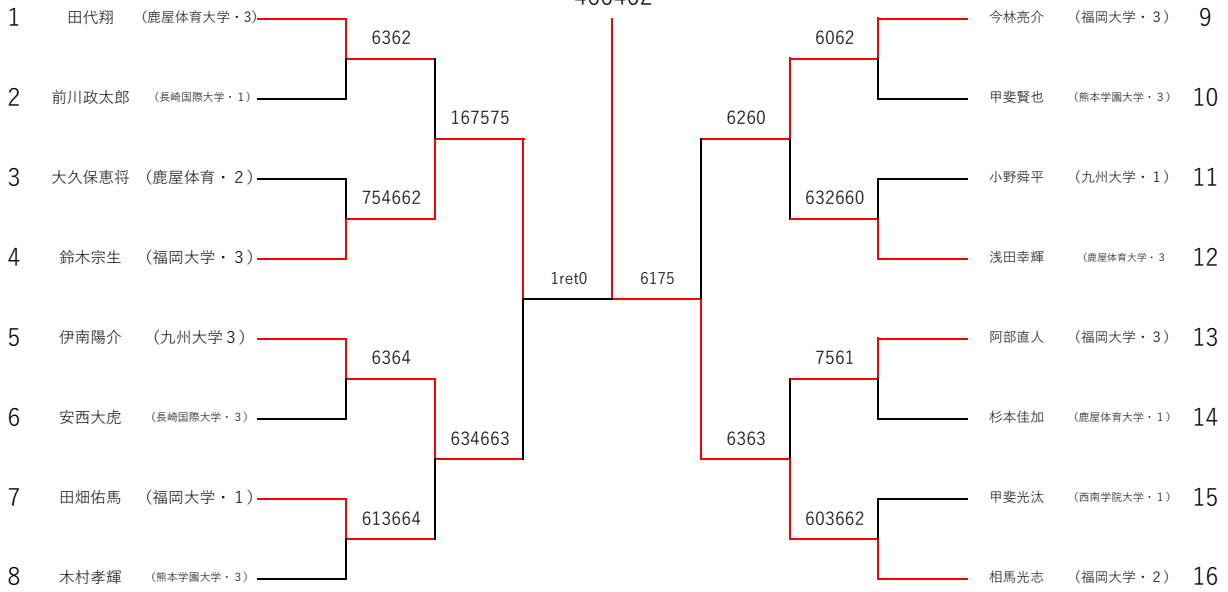 1 田代翔 (鹿屋体育大学・3)
6362
2 前川政太郎 (長崎国際大学・1)
167575
3 大久保恵将 (鹿屋体育・2)
754662
4 鈴木宗生 (福岡大学・3)
1ret0
5 伊南陽介 (九州大学3)
6364
6 安西大虎 (長崎国際大学・3)
634663
7 田畑佑馬 (福岡大学・1)
613664
8 木村孝輝 (熊本学園大学・3)
今林亮介 (福岡大学・3) 9
6062
甲斐賢也 (熊本学園大学・3) 10
6260
小野舜平 (九州大学・1) 11
632660
浅田幸輝 (鹿屋体育大学・3 12
6175
阿部直人 (福岡大学・3) 13
7561
杉本佳加 (鹿屋体育大学・1) 14
6363
甲斐光汰 (西南学院大学・1) 15
603662
相馬光志 (福岡大学・2) 16